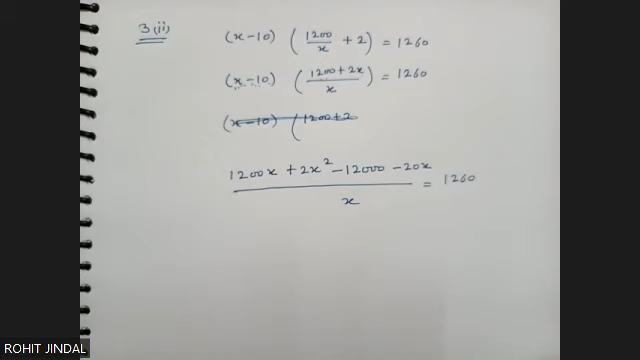 3(ii)
(x-10) (1200/x + 2) = 1260
(x-10) (1200+2x/x) = 1260
(x-10) (1200+2
1200x + 2x² - 12000 - 20x / x = 1260
ROHIT JINDAL